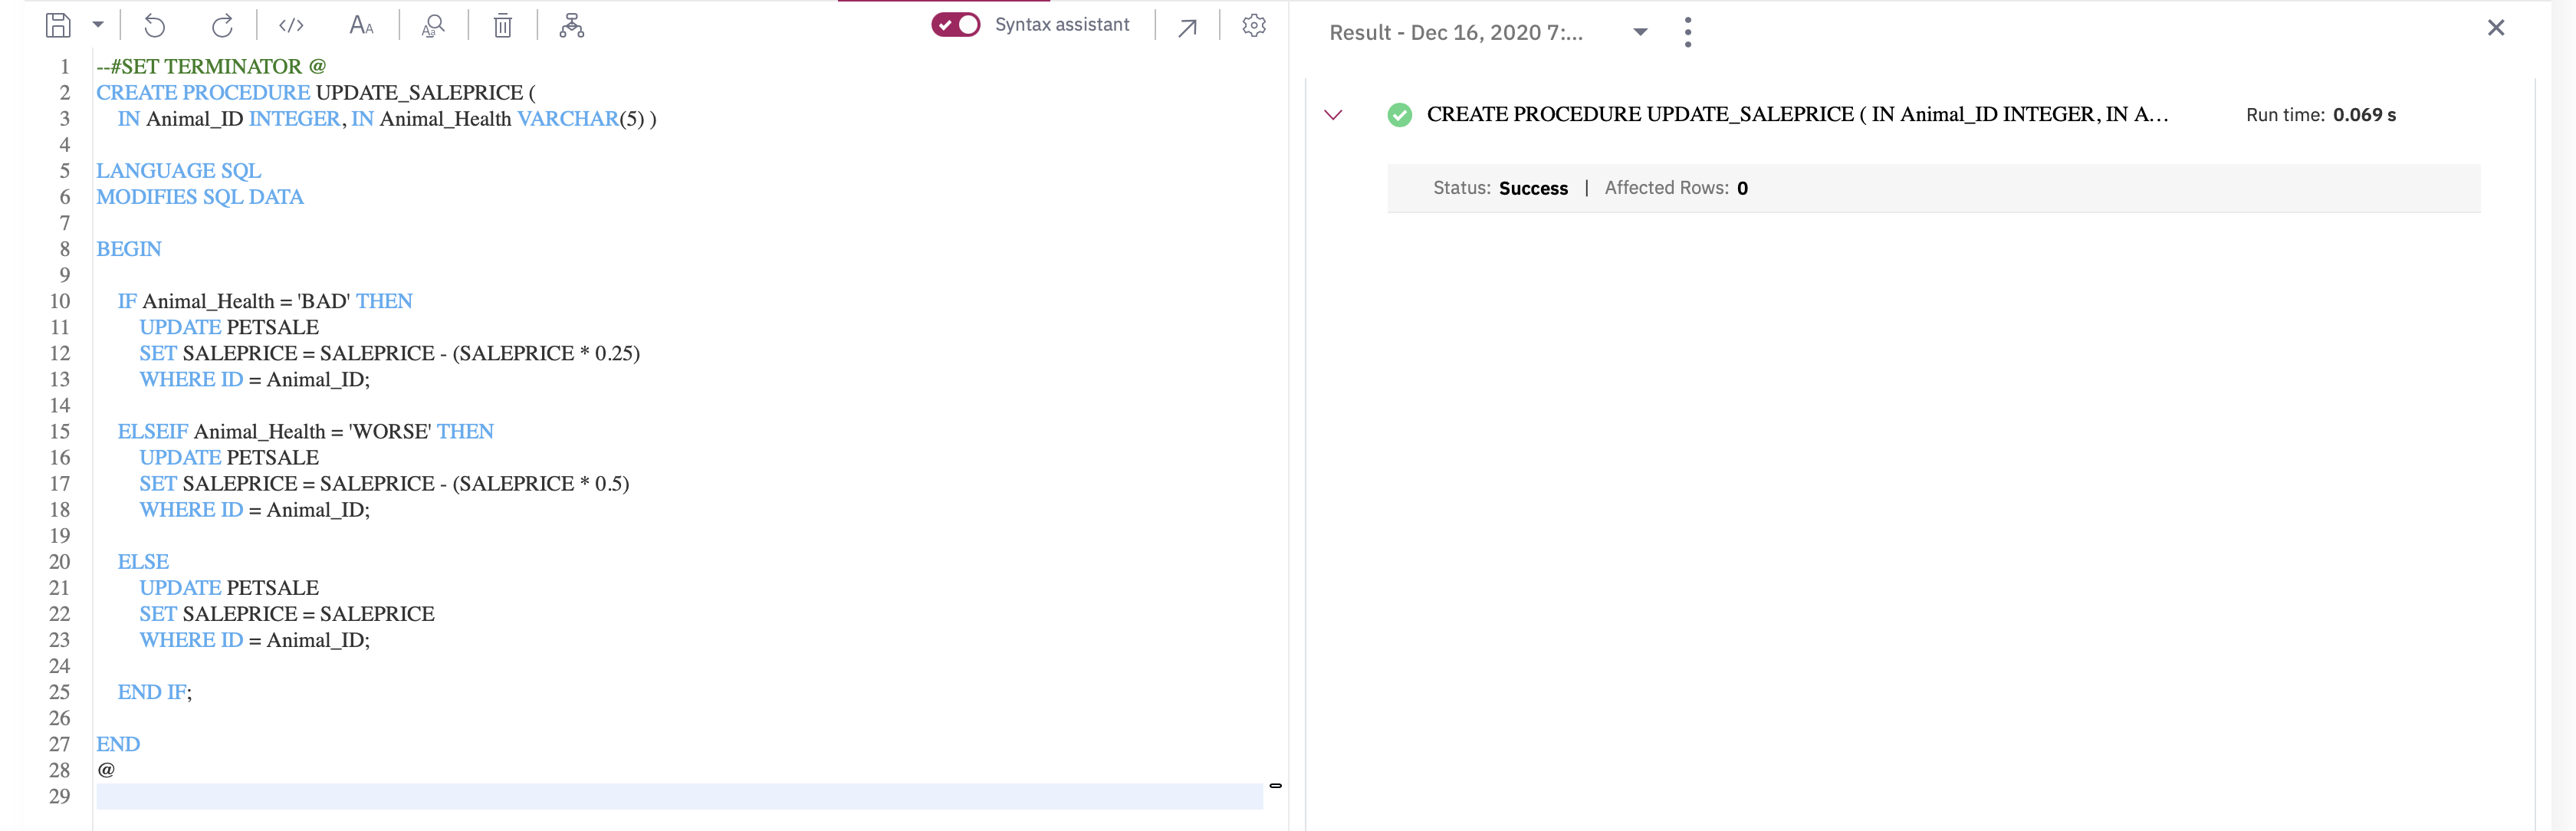 Syntax assistant
1 --#SET TERMINATOR @
2 CREATE PROCEDURE UPDATE_SALEPRICE (
3 IN Animal_ID INTEGER, IN Animal_Health VARCHAR(5) )
4
5 LANGUAGE SQL
6 MODIFIES SQL DATA
7
8 BEGIN
9
10 IF Animal_Health = 'BAD' THEN
11 UPDATE PETSALE
12 SET SALEPRICE = SALEPRICE - (SALEPRICE * 0.25)
13 WHERE ID = Animal_ID;
14
15 ELSEIF Animal_Health = 'WORSE' THEN
16 UPDATE PETSALE
17 SET SALEPRICE = SALEPRICE - (SALEPRICE * 0.5)
18 WHERE ID = Animal_ID;
19
20 ELSE
21 UPDATE PETSALE
22 SET SALEPRICE = SALEPRICE
23 WHERE ID = Animal_ID;
24
25 END IF;
26
27 END
28 @
29
Result - Dec 16, 2020 7:...
CREATE PROCEDURE UPDATE_SALEPRICE ( IN Animal_ID INTEGER, IN A... Run time: 0.069 s
Status: Success | Affected Rows: 0